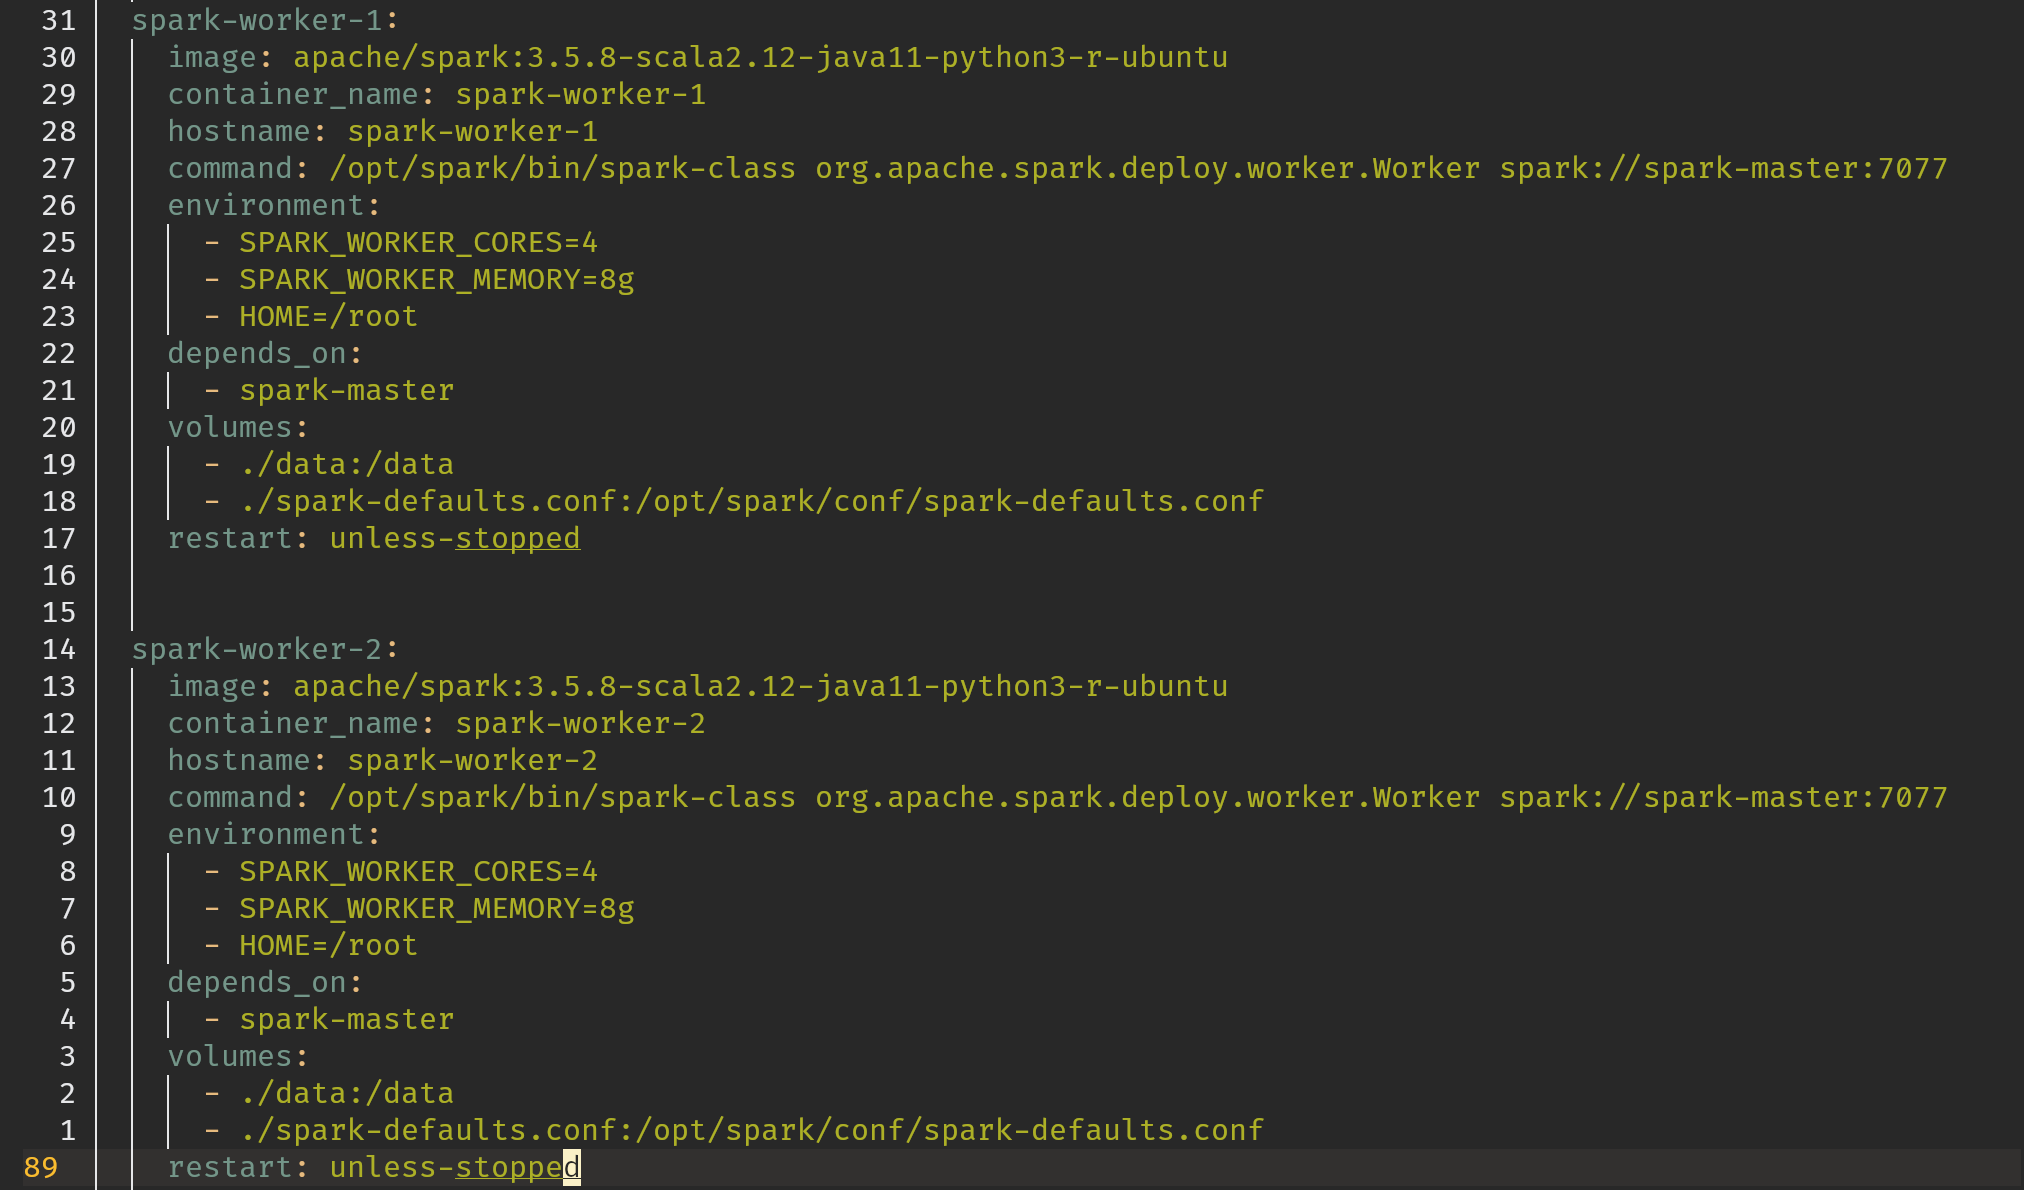 31 spark-worker-1:
30 image: apache/spark:3.5.8-scala2.12-java11-python3-r-ubuntu
29 container_name: spark-worker-1
28 hostname: spark-worker-1
27 command: /opt/spark/bin/spark-class org.apache.spark.deploy.worker.Worker spark://spark-master:7077
26 environment:
25 - SPARK_WORKER_CORES=4
24 - SPARK_WORKER_MEMORY=8g
23 - HOME=/root
22 depends_on:
21 - spark-master
20 volumes:
19 - ./data:/data
18 - ./spark-defaults.conf:/opt/spark/conf/spark-defaults.conf
17 restart: unless-stopped
16
15
14 spark-worker-2:
13 image: apache/spark:3.5.8-scala2.12-java11-python3-r-ubuntu
12 container_name: spark-worker-2
11 hostname: spark-worker-2
10 command: /opt/spark/bin/spark-class org.apache.spark.deploy.worker.Worker spark://spark-master:7077
9 environment:
8 - SPARK_WORKER_CORES=4
7 - SPARK_WORKER_MEMORY=8g
6 - HOME=/root
5 depends_on:
4 - spark-master
3 volumes:
2 - ./data:/data
1 - ./spark-defaults.conf:/opt/spark/conf/spark-defaults.conf
89 restart: unless-stopped